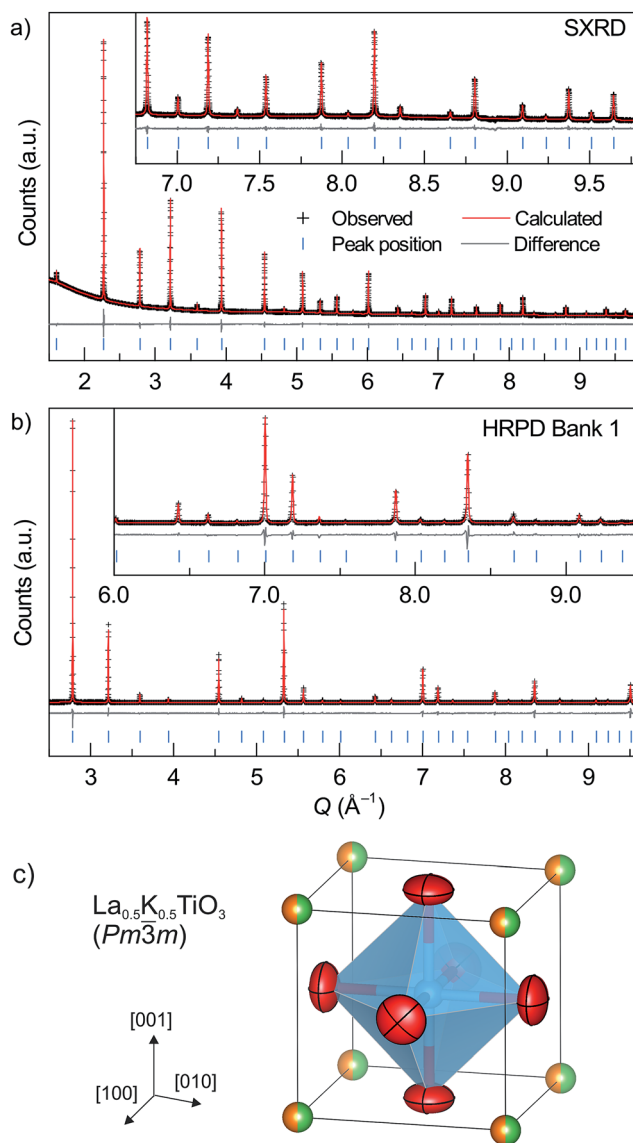 a)
SXRD
7.0 7.5 8.0 8.5 9.0 9.5
Counts (a.u.)
Observed
Calculated
Peak position
Difference
2 3 4 5 6 7 8 9
b)
HRPD Bank 1
6.0 7.0 8.0 9.0
Counts (a.u.)
3 4 5 6 7 8 9
Q (Å⁻¹)
c)
La₀.₅K₀.₅TiO₃
(Pm3̅m)
[001]
[100]
[010]